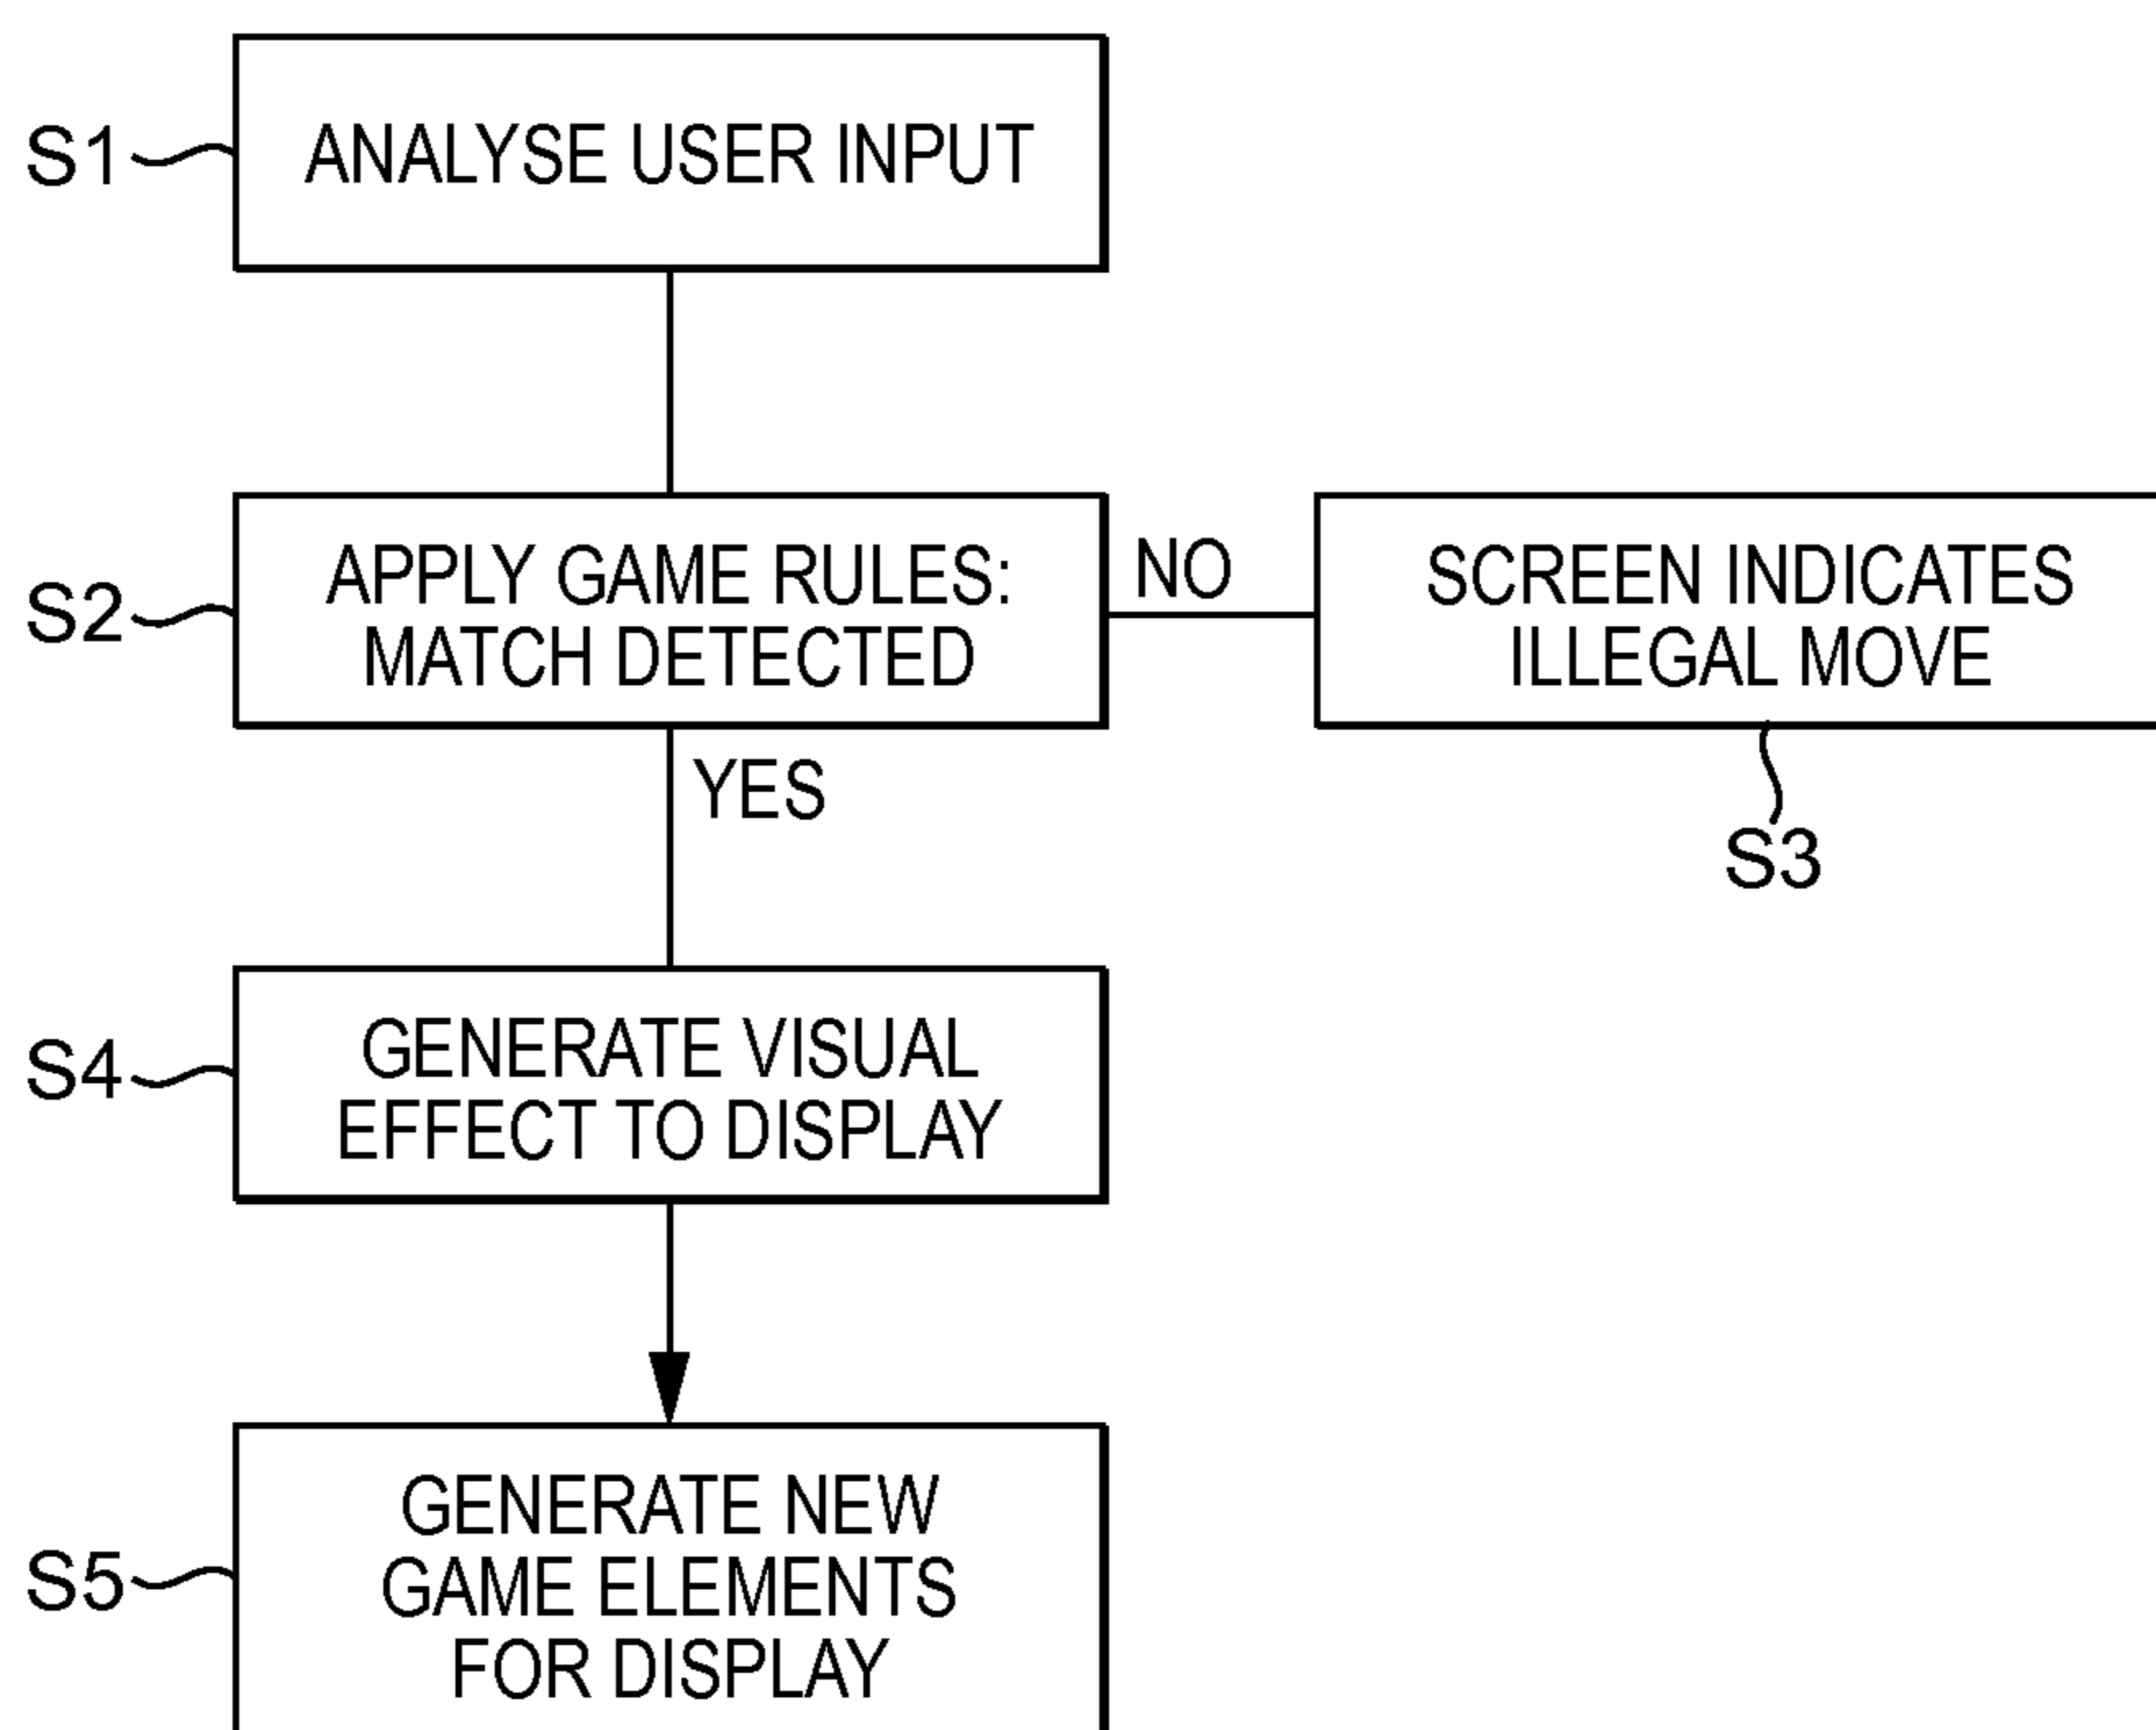 S1
ANALYSE USER INPUT
S2
APPLY GAME RULES:
MATCH DETECTED
NO
SCREEN INDICATES
ILLEGAL MOVE
S3
YES
S4
GENERATE VISUAL
EFFECT TO DISPLAY
S5
GENERATE NEW
GAME ELEMENTS
FOR DISPLAY